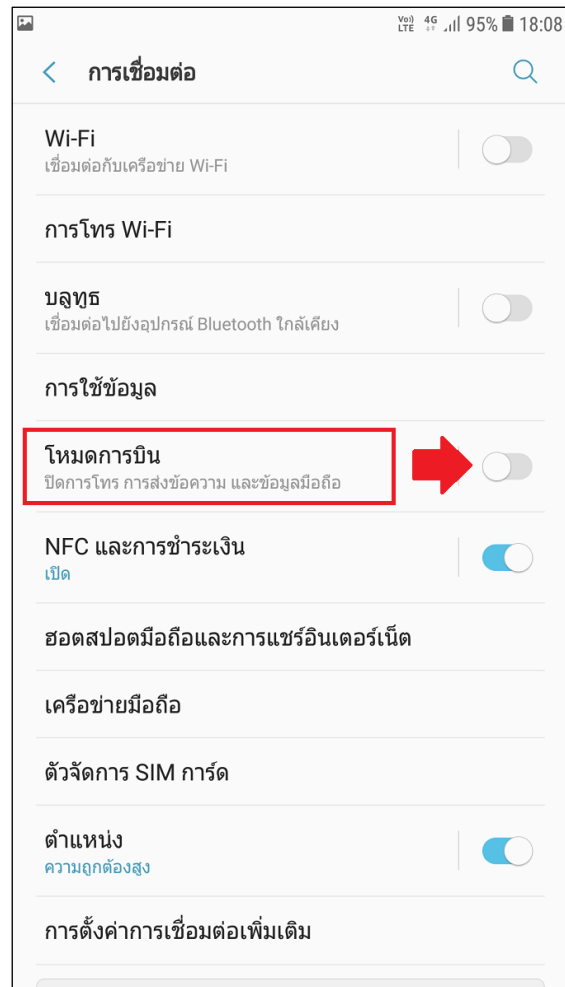 Vo)) LTE 4G 95% 18:08
การเชื่อมต่อ
Wi-Fi
เชื่อมต่อกับเครือข่าย Wi-Fi
การโทร Wi-Fi
บลูทูธ
เชื่อมต่อไปยังอุปกรณ์ Bluetooth ใกล้เคียง
การใช้ข้อมูล
โหมดการบิน
ปิดการโทร การส่งข้อความ และข้อมูลมือถือ
NFC และการชำระเงิน
เปิด
ฮอตสปอตมือถือและการแชร์อินเตอร์เน็ต
เครือข่ายมือถือ
ตัวจัดการ SIM การ์ด
ตำแหน่ง
ความถูกต้องสูง
การตั้งค่าการเชื่อมต่อเพิ่มเติม